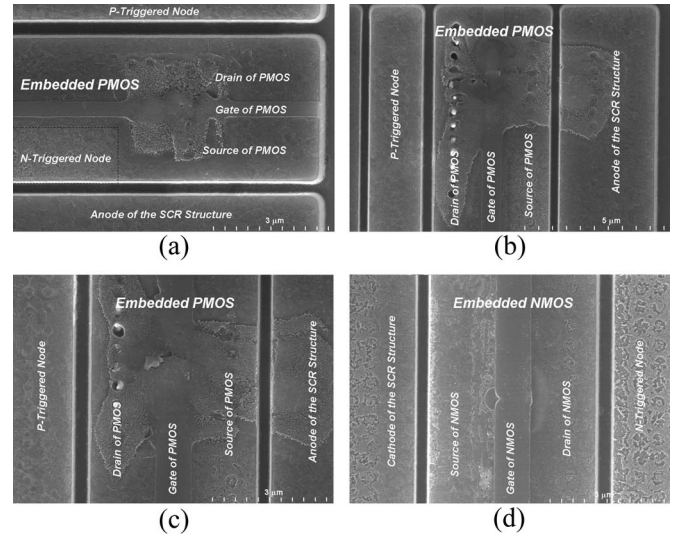 P-Triggered Node
Embedded PMOS
Drain of PMOS
Gate of PMOS
N-Triggered Node
Source of PMOS
Anode of the SCR Structure
3 μm
(a)
Embedded PMOS
P-Triggered Node
Drain of PMOS
Gate of PMOS
Source of PMOS
Anode of the SCR Structure
5 μm
(b)
Embedded PMOS
P-Triggered Node
Drain of PMOS
Gate of PMOS
Source of PMOS
Anode of the SCR Structure
3 μm
(c)
Embedded NMOS
Cathode of the SCR Structure
Source of NMOS
Gate of NMOS
Drain of NMOS
N-Triggered Node
μm
(d)